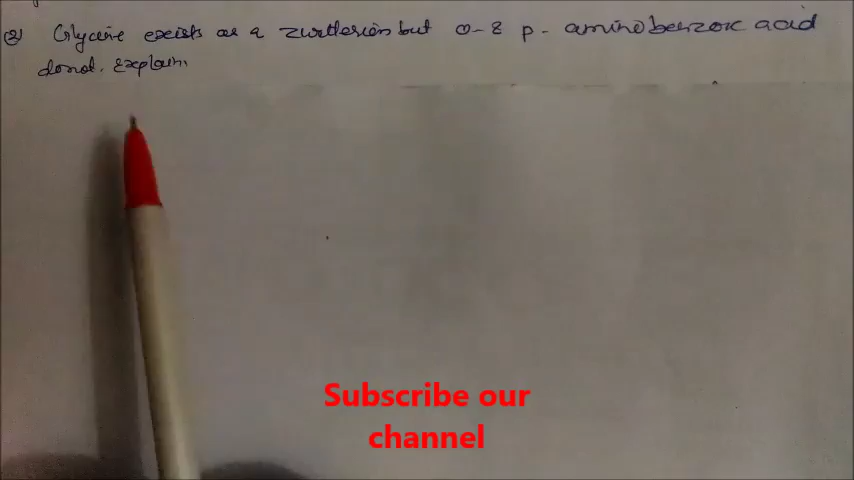 Q) Glycine exists as a zwitterion but o- & p- aminobenzoic acid
donot. Explain.
Subscribe our
channel